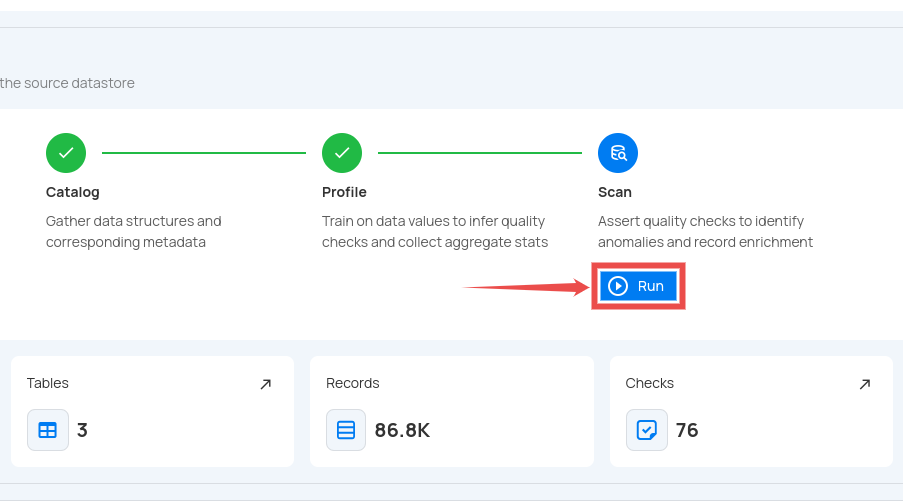 the source datastore
Catalog
Gather data structures and
corresponding metadata
Profile
Train on data values to infer quality
checks and collect aggregate stats
Scan
Assert quality checks to identify
anomalies and record enrichment
Run
Tables
3
Records
86.8K
Checks
76